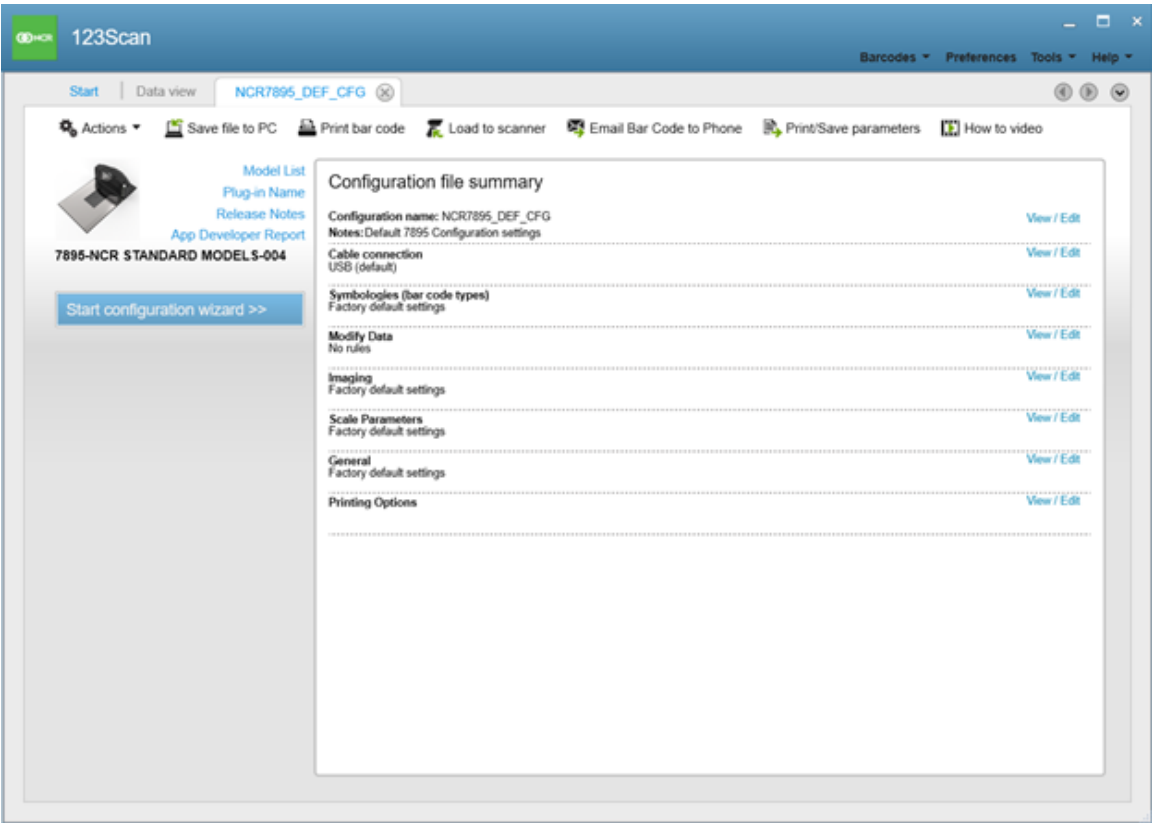 NCR 123Scan
Barcodes Preferences Tools Help
Start Data view NCR7895_DEF_CFG
Actions Save file to PC Print bar code Load to scanner Email Bar Code to Phone Print/Save parameters How to video
Model List
Plug-in Name
Release Notes
App Developer Report
7895-NCR STANDARD MODELS-004
Start configuration wizard >>
Configuration file summary
Configuration name: NCR7895_DEF_CFG View / Edit
Notes: Default 7895 Configuration settings
Cable connection View / Edit
USB (default)
Symbologies (bar code types) View / Edit
Factory default settings
Modify Data View / Edit
No rules
Imaging View / Edit
Factory default settings
Scale Parameters View / Edit
Factory default settings
General View / Edit
Factory default settings
Printing Options View / Edit